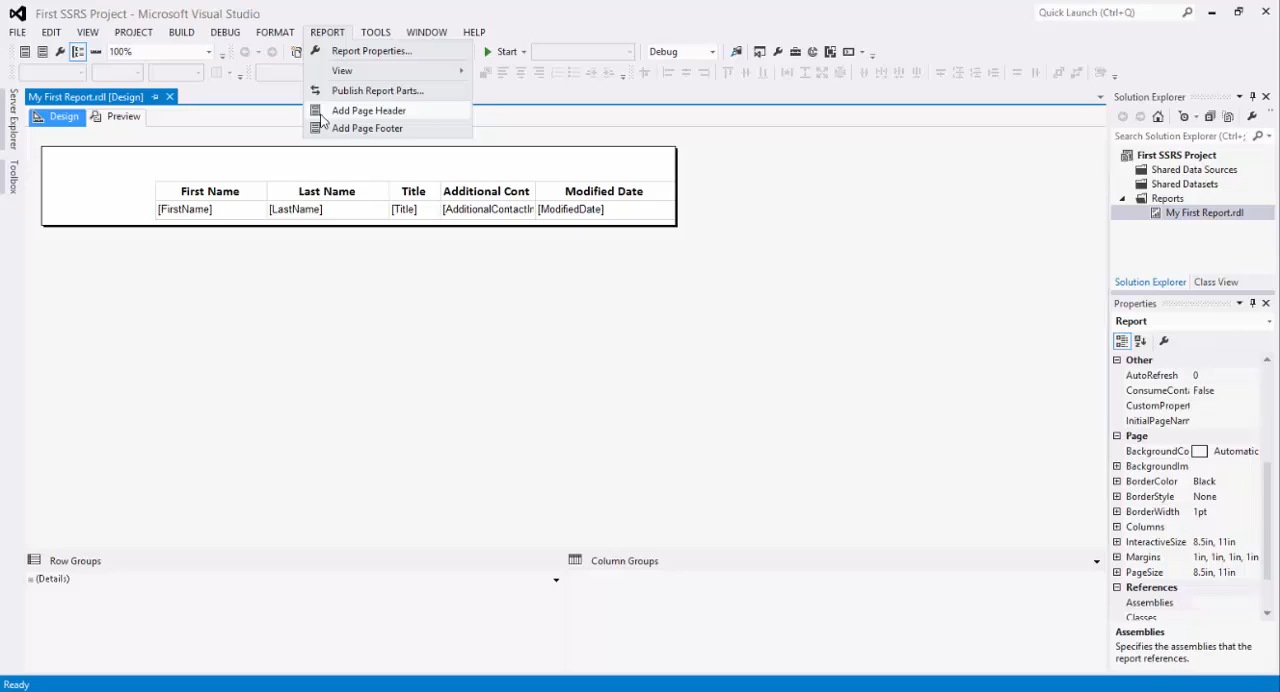 First SSRS Project - Microsoft Visual Studio
Quick Launch (Ctrl+Q)
FILE EDIT VIEW PROJECT BUILD DEBUG FORMAT REPORT TOOLS WINDOW HELP
100%
Start
Debug
Report Properties...
View
Publish Report Parts...
Add Page Header
Add Page Footer
Server Explorer
Toolbox
My First Report.rdl [Design]
Design Preview
First Name Last Name Title Additional Cont Modified Date
[FirstName] [LastName] [Title] [AdditionalContactIn [ModifiedDate]
Row Groups
(Details)
Column Groups
Solution Explorer
Search Solution Explorer (Ctrl+;
First SSRS Project
Shared Data Sources
Shared Datasets
Reports
My First Report.rdl
Solution Explorer Class View
Properties
Report
Other
AutoRefresh 0
ConsumeCont False
CustomPropert
InitialPageNam
Page
BackgroundCo Automatic
BackgroundIm
BorderColor Black
BorderStyle None
BorderWidth 1pt
Columns
InteractiveSize 8.5in, 11in
Margins 1in, 1in, 1in, 1in
PageSize 8.5in, 11in
References
Assemblies
Classes
Assemblies
Specifies the assemblies that the
report references.
Ready